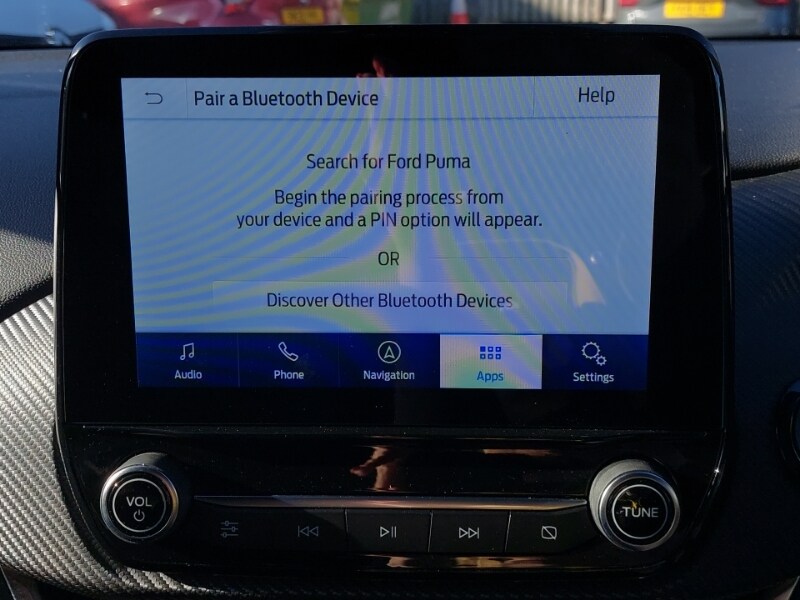 Pair a Bluetooth Device
Help
Search for Ford Puma
Begin the pairing process from
your device and a PIN option will appear.
OR
Discover Other Bluetooth Devices
Audio
Phone
Navigation
Apps
Settings
VOL
TUNE